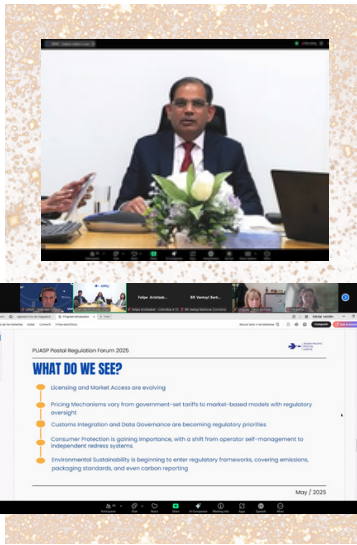 Felipe Aristizab...
PUASP Postal Regulation Forum 2025
WHAT DO WE SEE?
Licensing and Market Access are evolving
Pricing Mechanisms vary from government-set tariffs to market-based models with regulatory
oversight
Customs Integration and Data Governance are becoming regulatory priorities
Consumer Protection is gaining importance, with a shift from operator self-management to
independent redress systems.
Environmental Sustainability is beginning to enter regulatory frameworks, covering emissions,
packaging standards, and even carbon reporting
May / 2025